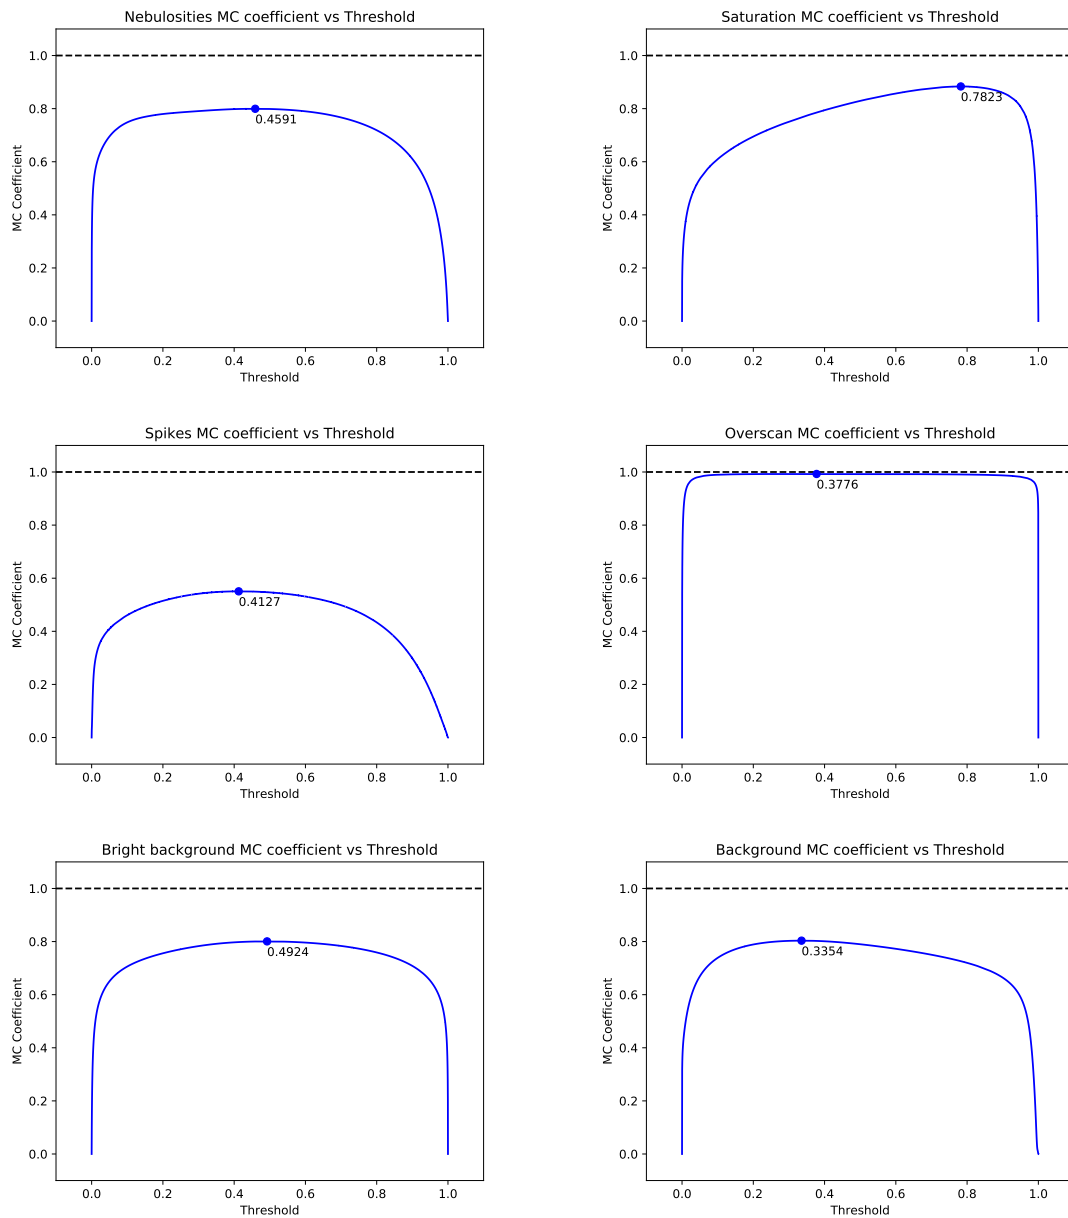 Nebulosities MC coefficient vs Threshold
1.0
0.8
0.6
0.4
0.2
0.0
MC Coefficient
0.4591
0.0 0.2 0.4 0.6 0.8 1.0
Threshold
Saturation MC coefficient vs Threshold
1.0
0.8
0.6
0.4
0.2
0.0
MC Coefficient
0.7823
0.0 0.2 0.4 0.6 0.8 1.0
Threshold
Spikes MC coefficient vs Threshold
1.0
0.8
0.6
0.4
0.2
0.0
MC Coefficient
0.4127
0.0 0.2 0.4 0.6 0.8 1.0
Threshold
Overscan MC coefficient vs Threshold
1.0
0.8
0.6
0.4
0.2
0.0
MC Coefficient
0.3776
0.0 0.2 0.4 0.6 0.8 1.0
Threshold
Bright background MC coefficient vs Threshold
1.0
0.8
0.6
0.4
0.2
0.0
MC Coefficient
0.4924
0.0 0.2 0.4 0.6 0.8 1.0
Threshold
Background MC coefficient vs Threshold
1.0
0.8
0.6
0.4
0.2
0.0
MC Coefficient
0.3354
0.0 0.2 0.4 0.6 0.8 1.0
Threshold